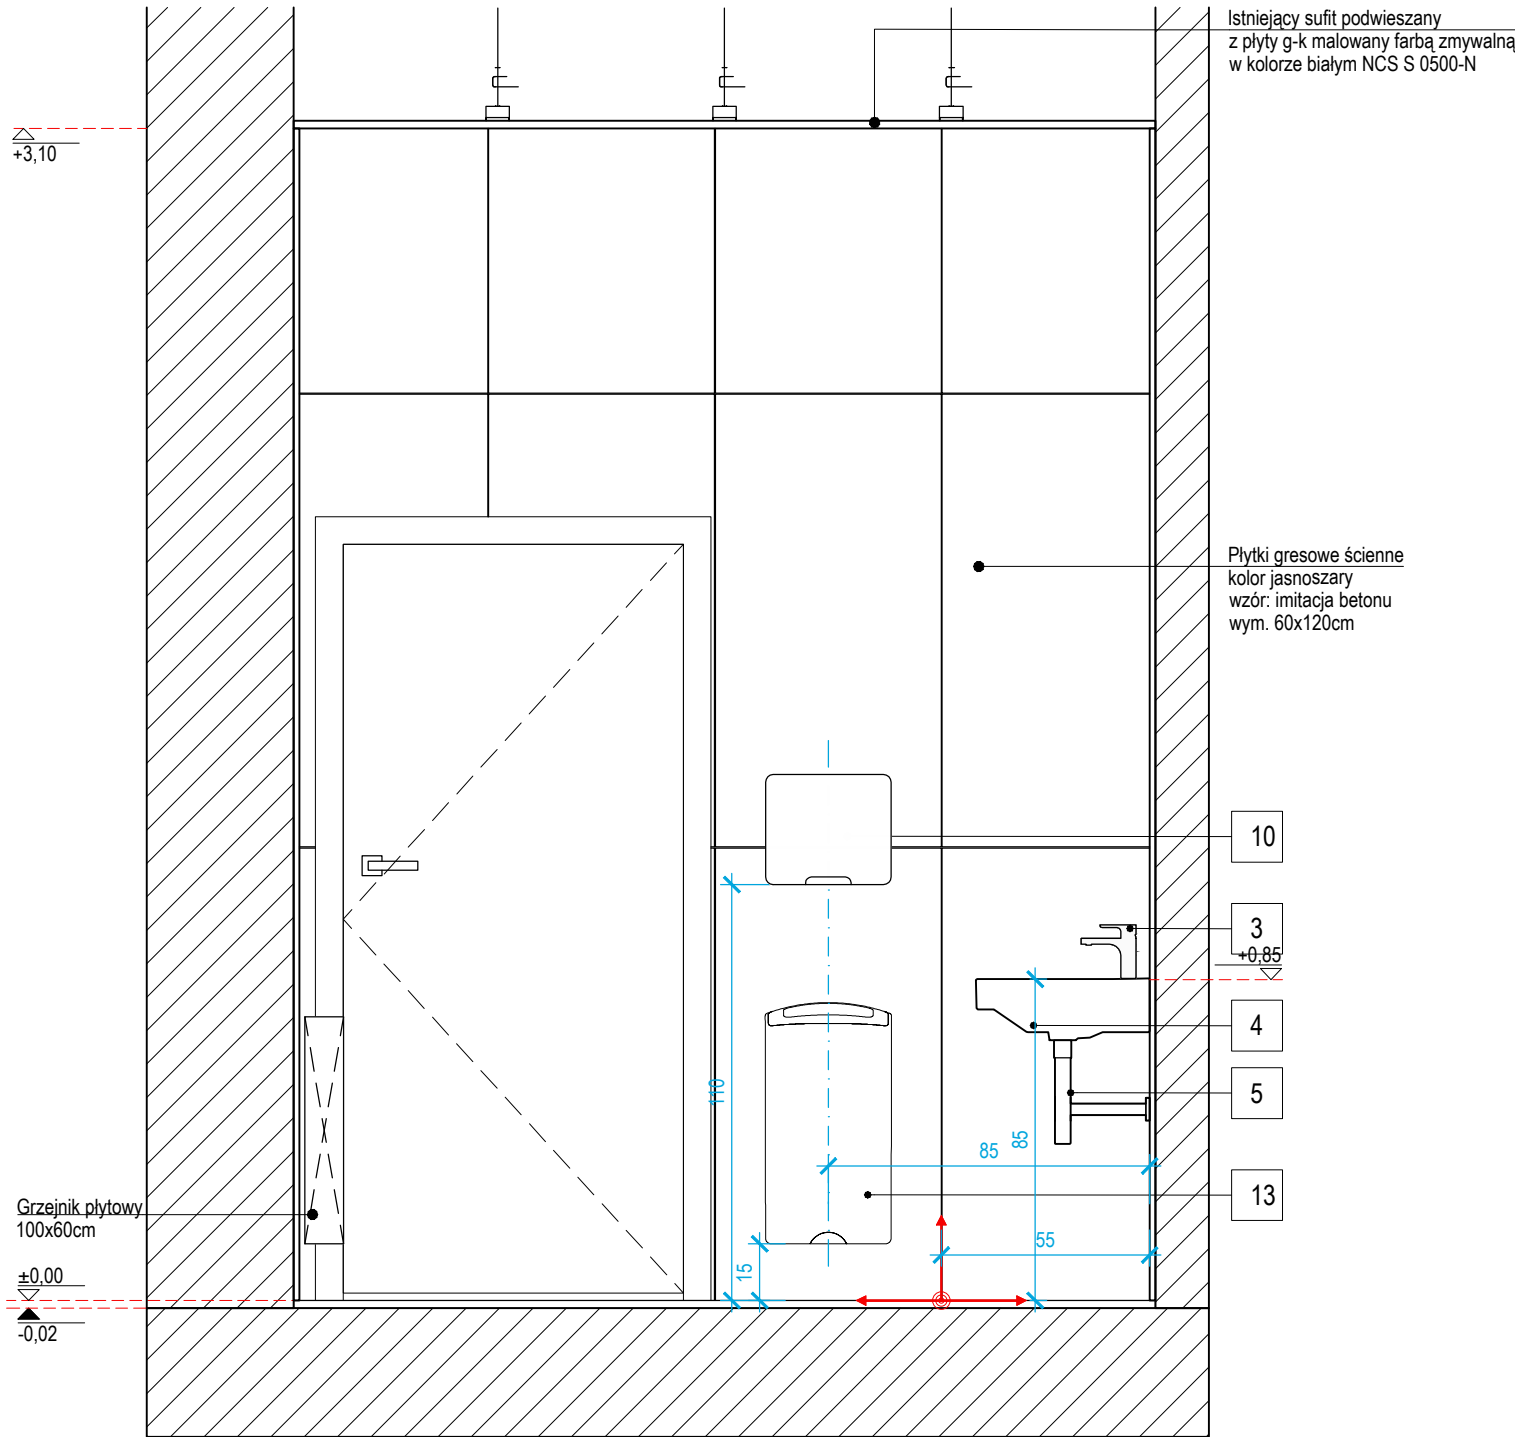 Istniejący sufit podwieszany
z płyty g-k malowany farbą zmywalną
w kolorze białym NCS S 0500-N
+3,10
Płytki gresowe ścienne
kolor jasnoszary
wzór: imitacja betonu
wym. 60x120cm
10
3
+0,85
4
5
110
85
85
13
Grzejnik płytowy
100x60cm
55
15
±0,00
-0,02